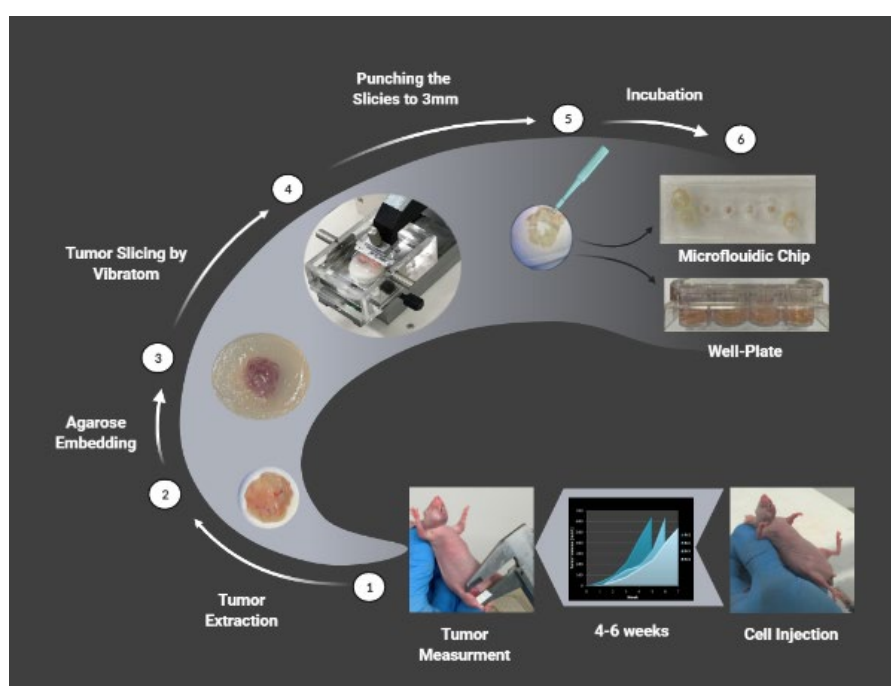 Punching the
Slicies to 3mm
Incubation
5
6
4
Tumor Slicing by
Vibratom
Microflouidic Chip
3
Well-Plate
Agarose
Embedding
2
1
Tumor
Extraction
Tumor
Measurment
4-6 weeks
Cell Injection